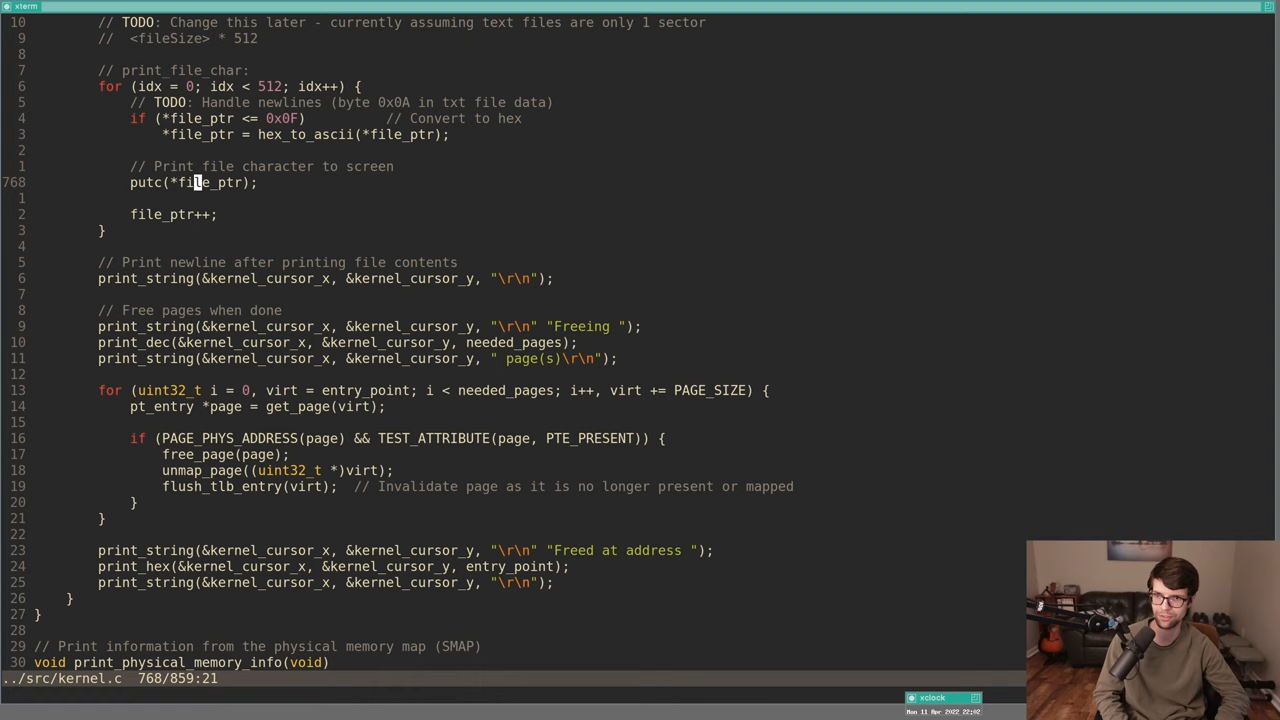 xterm
10 // TODO: Change this later - currently assuming text files are only 1 sector
9 //  <fileSize> * 512
8
7 // print_file_char:
6 for (idx = 0; idx < 512; idx++) {
5 // TODO: Handle newlines (byte 0x0A in txt file data)
4 if (*file_ptr <= 0x0F)          // Convert to hex
3 *file_ptr = hex_to_ascii(*file_ptr);
2
1 // Print file character to screen
768 putc(*file_ptr);
1
2 file_ptr++;
3 }
4
5 // Print newline after printing file contents
6 print_string(&kernel_cursor_x, &kernel_cursor_y, "\r\n");
7
8 // Free pages when done
9 print_string(&kernel_cursor_x, &kernel_cursor_y, "\r\n" "Freeing ");
10 print_dec(&kernel_cursor_x, &kernel_cursor_y, needed_pages);
11 print_string(&kernel_cursor_x, &kernel_cursor_y, " page(s)\r\n");
12
13 for (uint32_t i = 0, virt = entry_point; i < needed_pages; i++, virt += PAGE_SIZE) {
14 pt_entry *page = get_page(virt);
15
16 if (PAGE_PHYS_ADDRESS(page) && TEST_ATTRIBUTE(page, PTE_PRESENT)) {
17 free_page(page);
18 unmap_page((uint32_t *)virt);
19 flush_tlb_entry(virt);  // Invalidate page as it is no longer present or mapped
20 }
21 }
22
23 print_string(&kernel_cursor_x, &kernel_cursor_y, "\r\n" "Freed at address ");
24 print_hex(&kernel_cursor_x, &kernel_cursor_y, entry_point);
25 print_string(&kernel_cursor_x, &kernel_cursor_y, "\r\n");
26 }
27 }
28
29 // Print information from the physical memory map (SMAP)
30 void print_physical_memory_info(void)
../src/kernel.c  768/859:21
xclock
Mon 11 Apr 2022 22:02